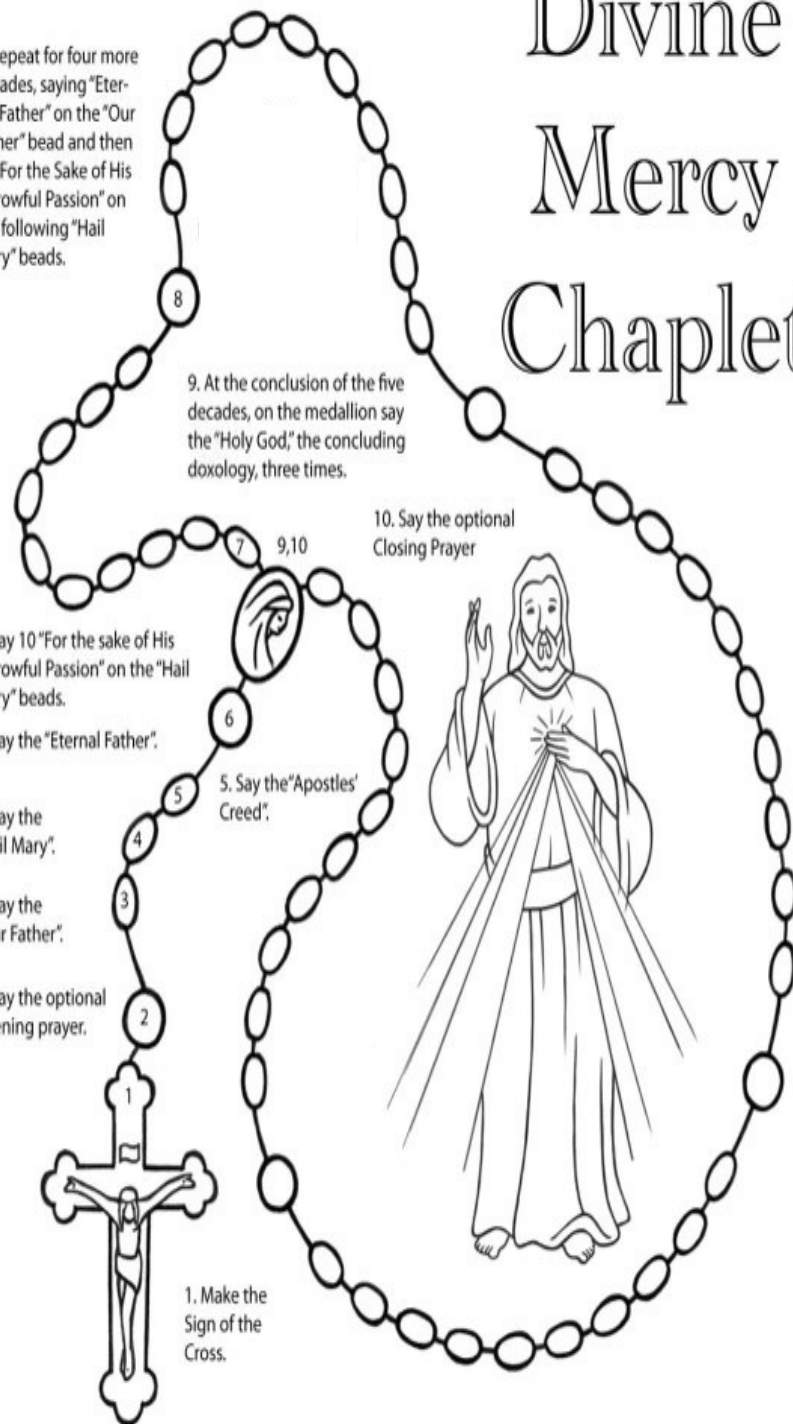 Divine
Mercy
Chaplet
epeat for four more
ades, saying "Eter-
Father" on the "Our
her" bead and then
For the Sake of His
owful Passion" on
following "Hail
y" beads.
8
9. At the conclusion of the five
decades, on the medallion say
the "Holy God," the concluding
doxology, three times.
10. Say the optional
Closing Prayer
7
9,10
ay 10 "For the sake of His
owful Passion" on the "Hail
y" beads.
6
ay the "Eternal Father".
5
5. Say the "Apostles'
Creed".
4
ay the
il Mary".
3
ay the
r Father".
2
ay the optional
ening prayer.
1
1. Make the
Sign of the
Cross.